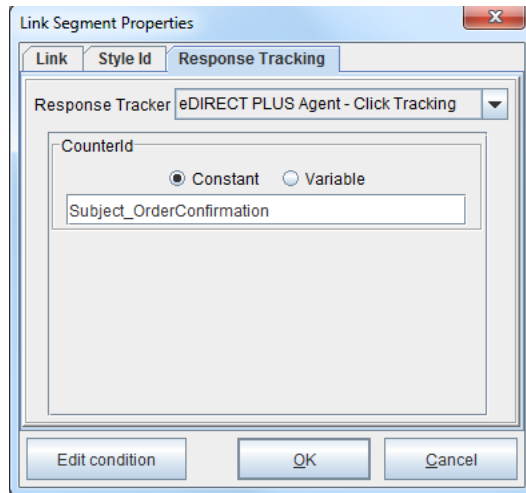 Link Segment Properties
Link Style Id Response Tracking
Response Tracker eDIRECT PLUS Agent - Click Tracking
CounterId
Constant Variable
Subject_OrderConfirmation
Edit condition OK Cancel